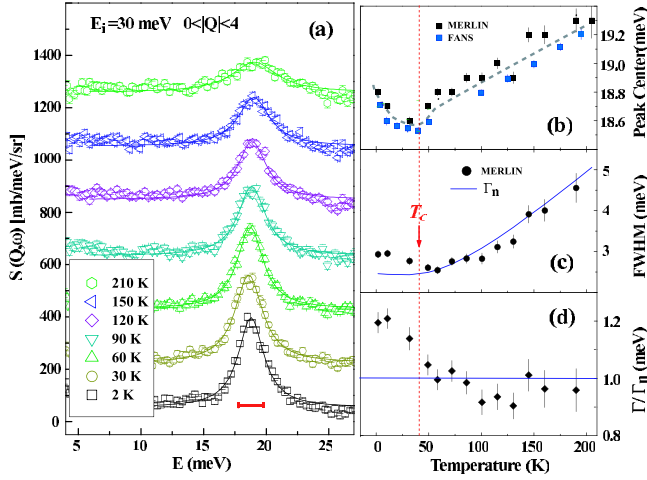 E_i=30 meV 0<|Q|<4
(a)
1400
1200
1000
800
600
400
200
0
S (Q,ω) [mb/meV/sr]
210 K
150 K
120 K
90 K
60 K
30 K
2 K
5
10
15
20
25
E (meV)
MERLIN
FANS
(b)
19.2
19.0
18.8
18.6
Peak Center(meV)
MERLIN
Γn
T_C
(c)
5
4
3
FWHM (meV)
(d)
1.2
1.0
0.8
Γ/Γn
0
50
100
150
200
Temperature (K)